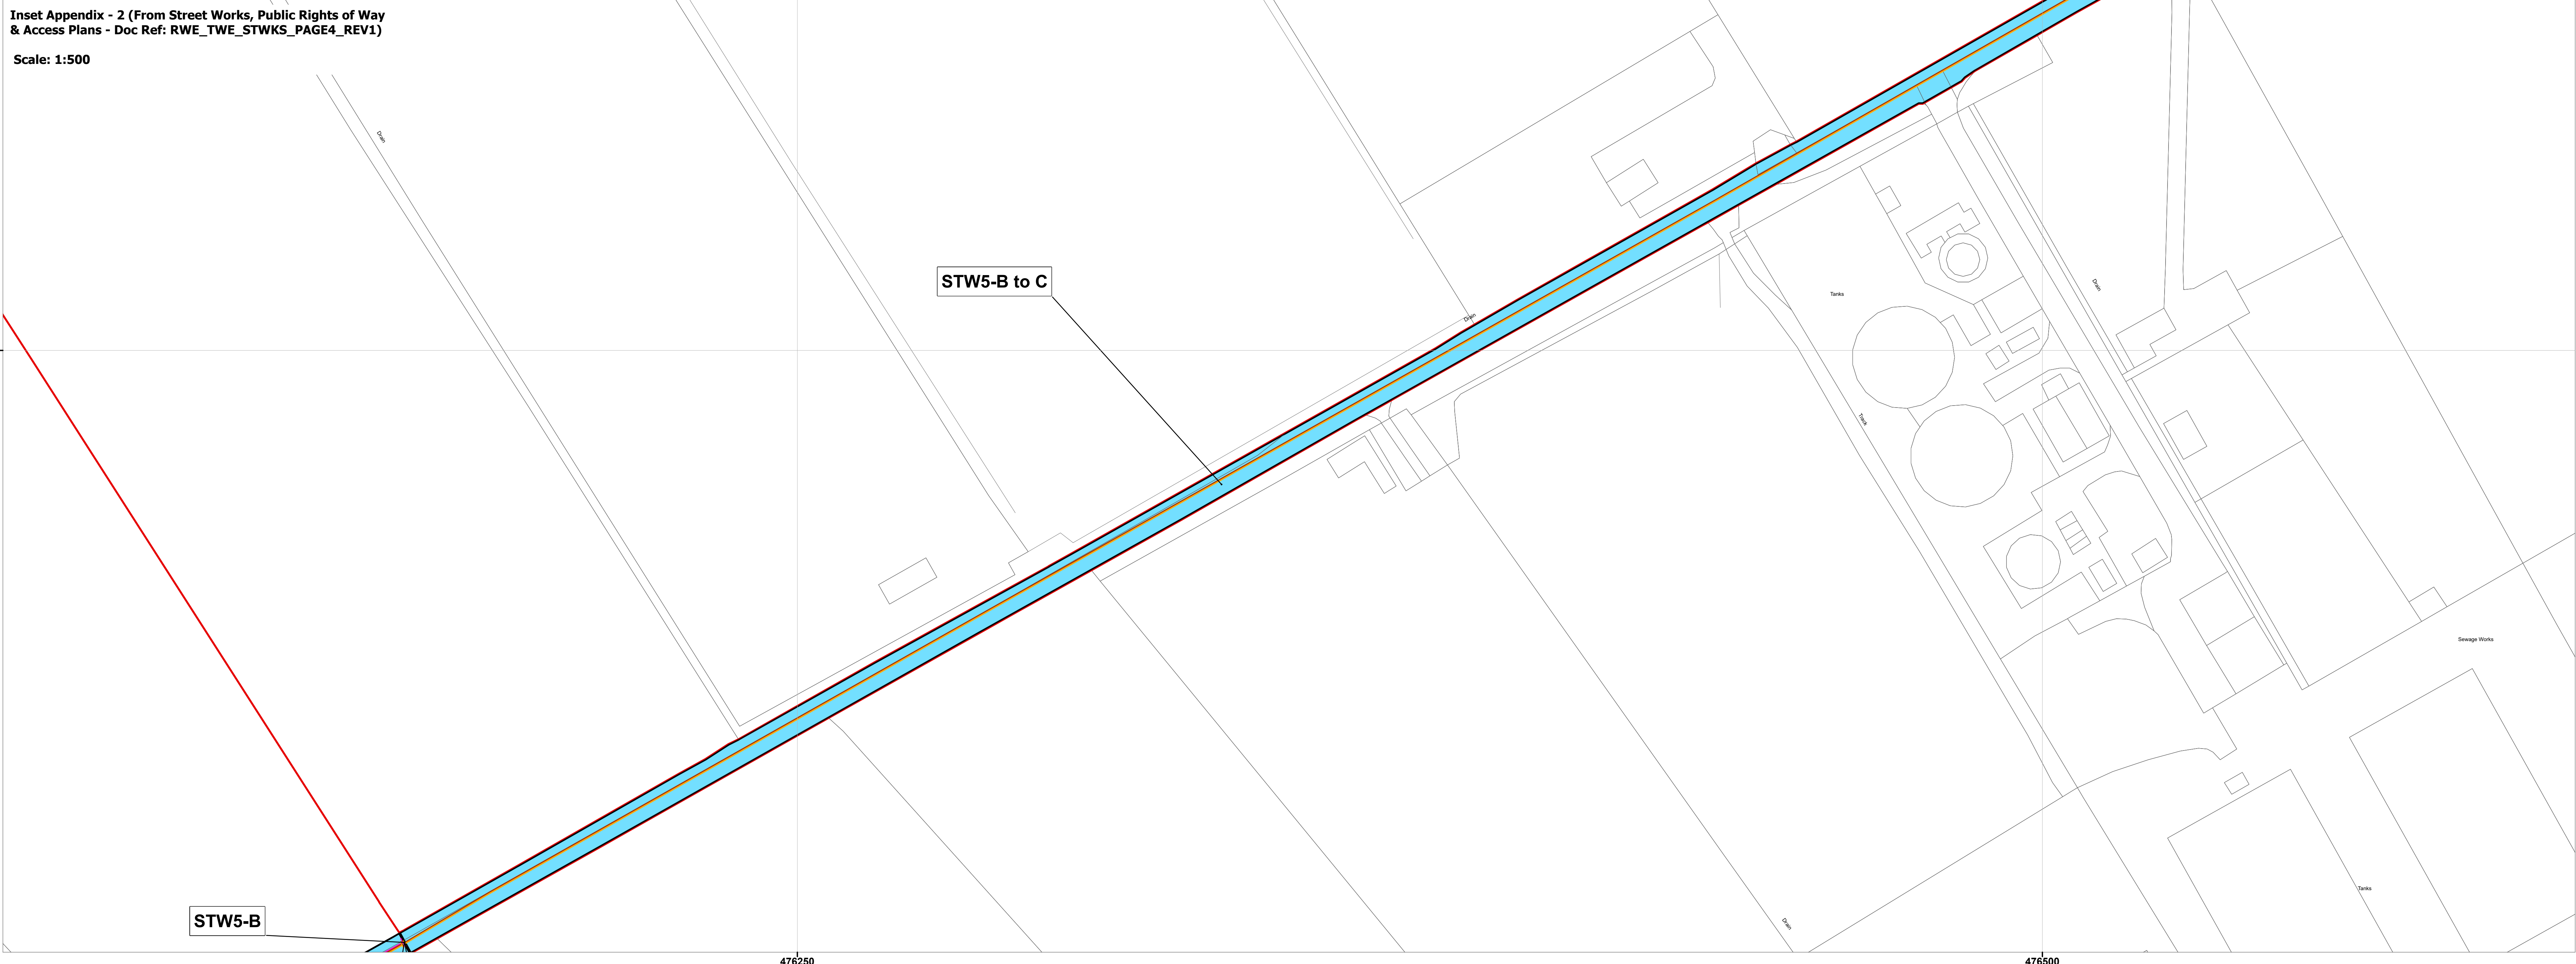 Inset Appendix - 2 (From Street Works, Public Rights of Way
& Access Plans - Doc Ref: RWE_TWE_STWKS_PAGE4_REV1)
Scale: 1:500
Drain
STW5-B to C
Drain
Tanks
Drain
Track
Sewage Works
Tanks
STW5-B
Drain
476250
476500